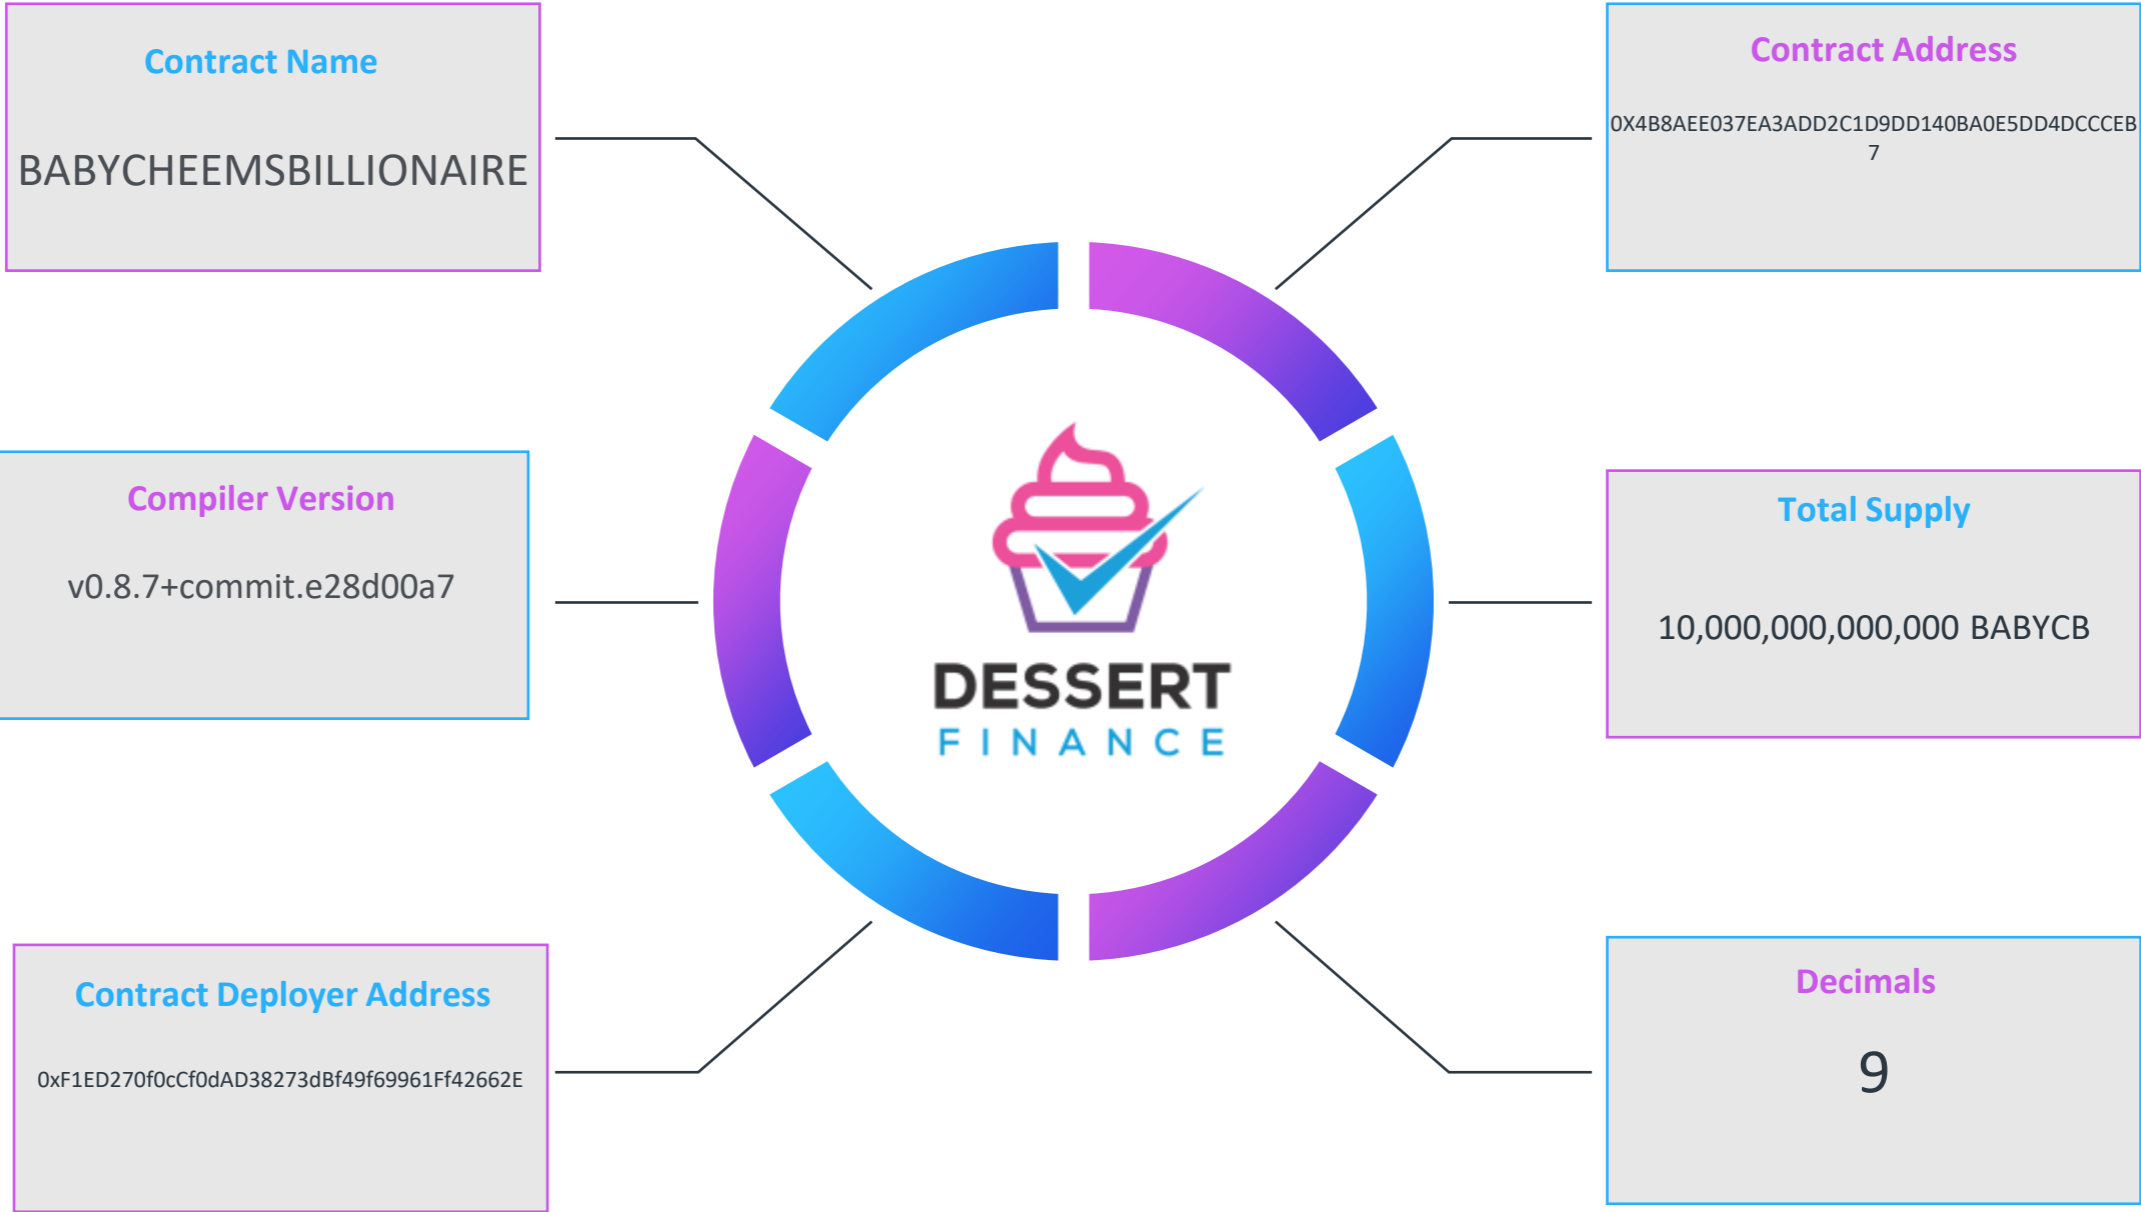 Contract Name
BABYCHEEMSBILLIONAIRE
Contract Address
0X4B8AEE037EA3ADD2C1D9DD140BA0E5DD4DCCCEB
7
Compiler Version
v0.8.7+commit.e28d00a7
DESSERT
FINANCE
Total Supply
10,000,000,000,000 BABYCB
Contract Deployer Address
0xF1ED270f0cCf0dAD38273dBf49f69961Ff42662E
Decimals
9